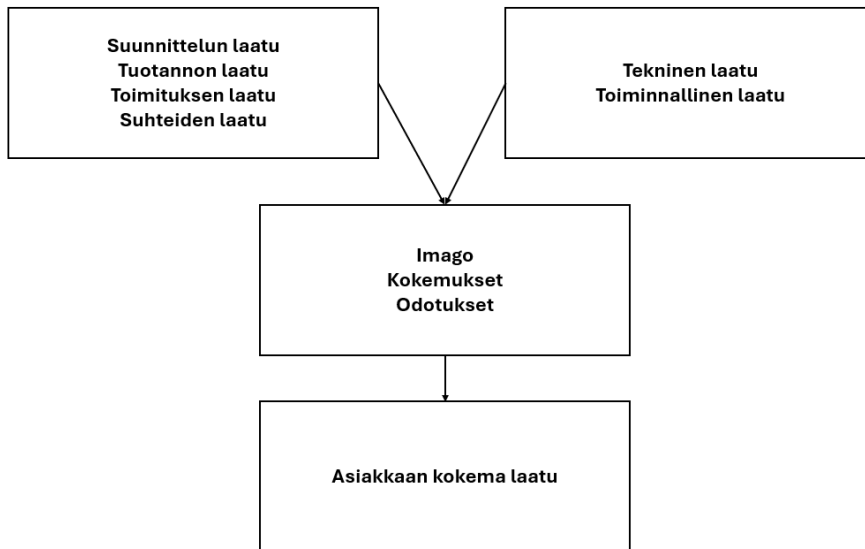 Suunnittelun laatu
Tuotannon laatu
Toimituksen laatu
Suhteiden laatu
Tekninen laatu
Toiminnallinen laatu
Imago
Kokemukset
Odotukset
Asiakkaan kokema laatu